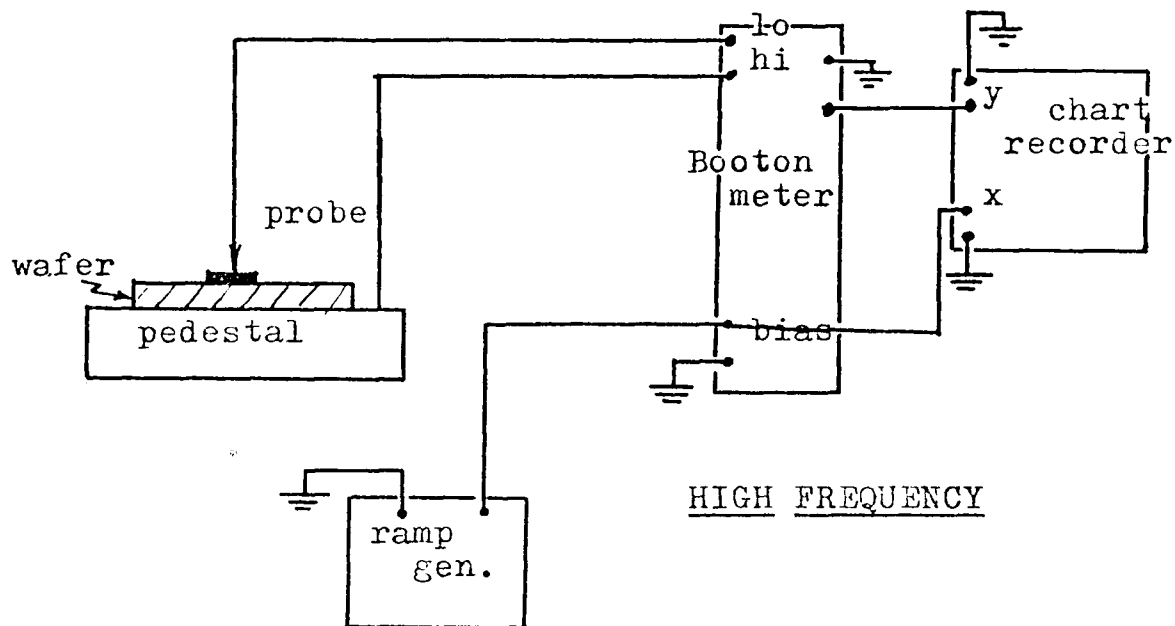 lo
hi
y
chart
recorder
Booton
meter
x
probe
wafer
pedestal
bias
HIGH FREQUENCY
ramp
gen.